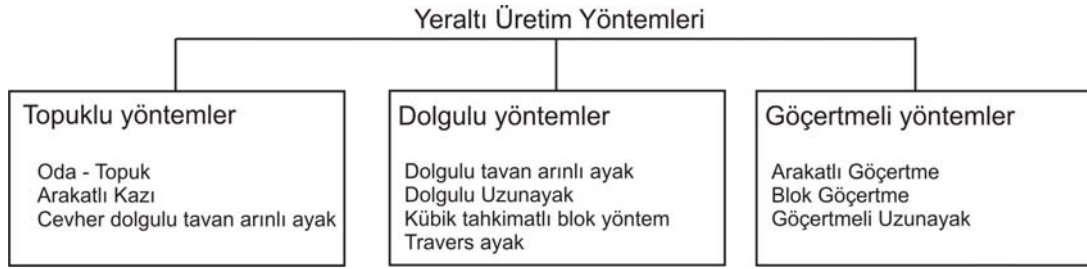 Yeraltı Üretim Yöntemleri
Topuklu yöntemler
Oda - Topuk
Arakatlı Kazı
Cevher dolgulu tavan arınlı ayak
Dolgulu yöntemler
Dolgulu tavan arınlı ayak
Dolgulu Uzunayak
Kübik tahkimatlı blok yöntem
Travers ayak
Göçertmeli yöntemler
Arakatlı Göçertme
Blok Göçertme
Göçertmeli Uzunayak